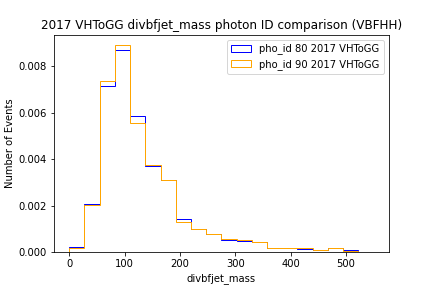 2017 VHToGG divbfjet_mass photon ID comparison (VBFHH)
pho_id 80 2017 VHToGG
pho_id 90 2017 VHToGG
Number of Events
0.008
0.006
0.004
0.002
0.000
0 100 200 300 400 500
divbfjet_mass